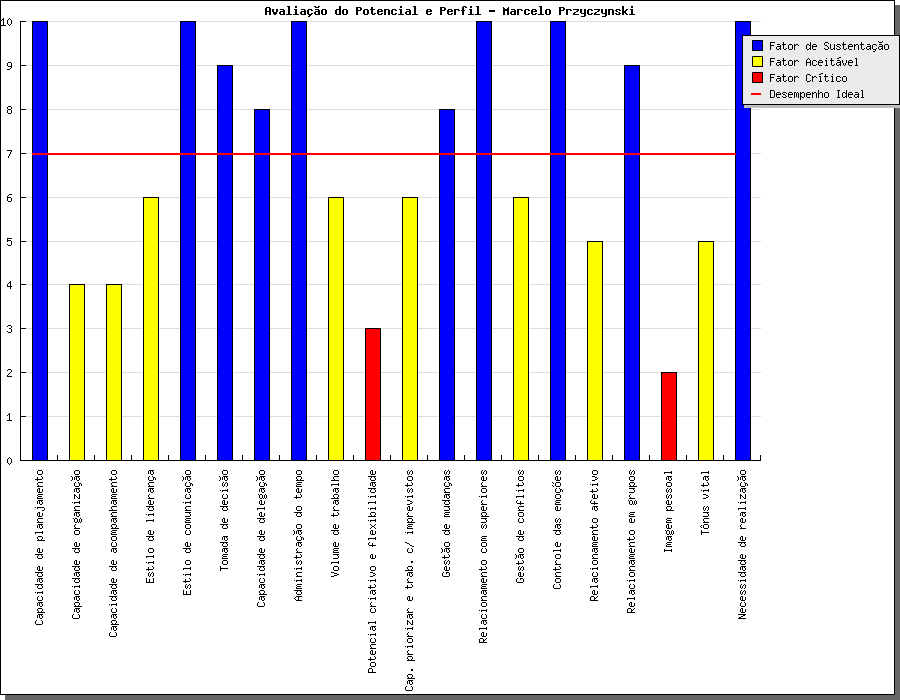 Avaliação do Potencial e Perfil - Marcelo Przyczynski
10
9
8
7
6
5
4
3
2
1
0
Fator de Sustentação
Fator Aceitável
Fator Crítico
Desempenho Ideal
Capacidade de planejamento
Capacidade de organização
Capacidade de acompanhamento
Estilo de liderança
Estilo de comunicação
Tomada de decisão
Capacidade de delegação
Administração do tempo
Volume de trabalho
Potencial criativo e flexibilidade
Cap. priorizar e trab. c/ imprevistos
Gestão de mudanças
Relacionamento com superiores
Gestão de conflitos
Controle das emoções
Relacionamento afetivo
Relacionamento em grupos
Imagem pessoal
Tônus vital
Necessidade de realização